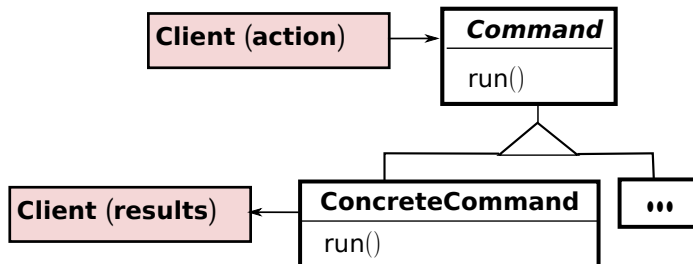 Client (action)
Command
run()
Client (results)
ConcreteCommand
run()
...